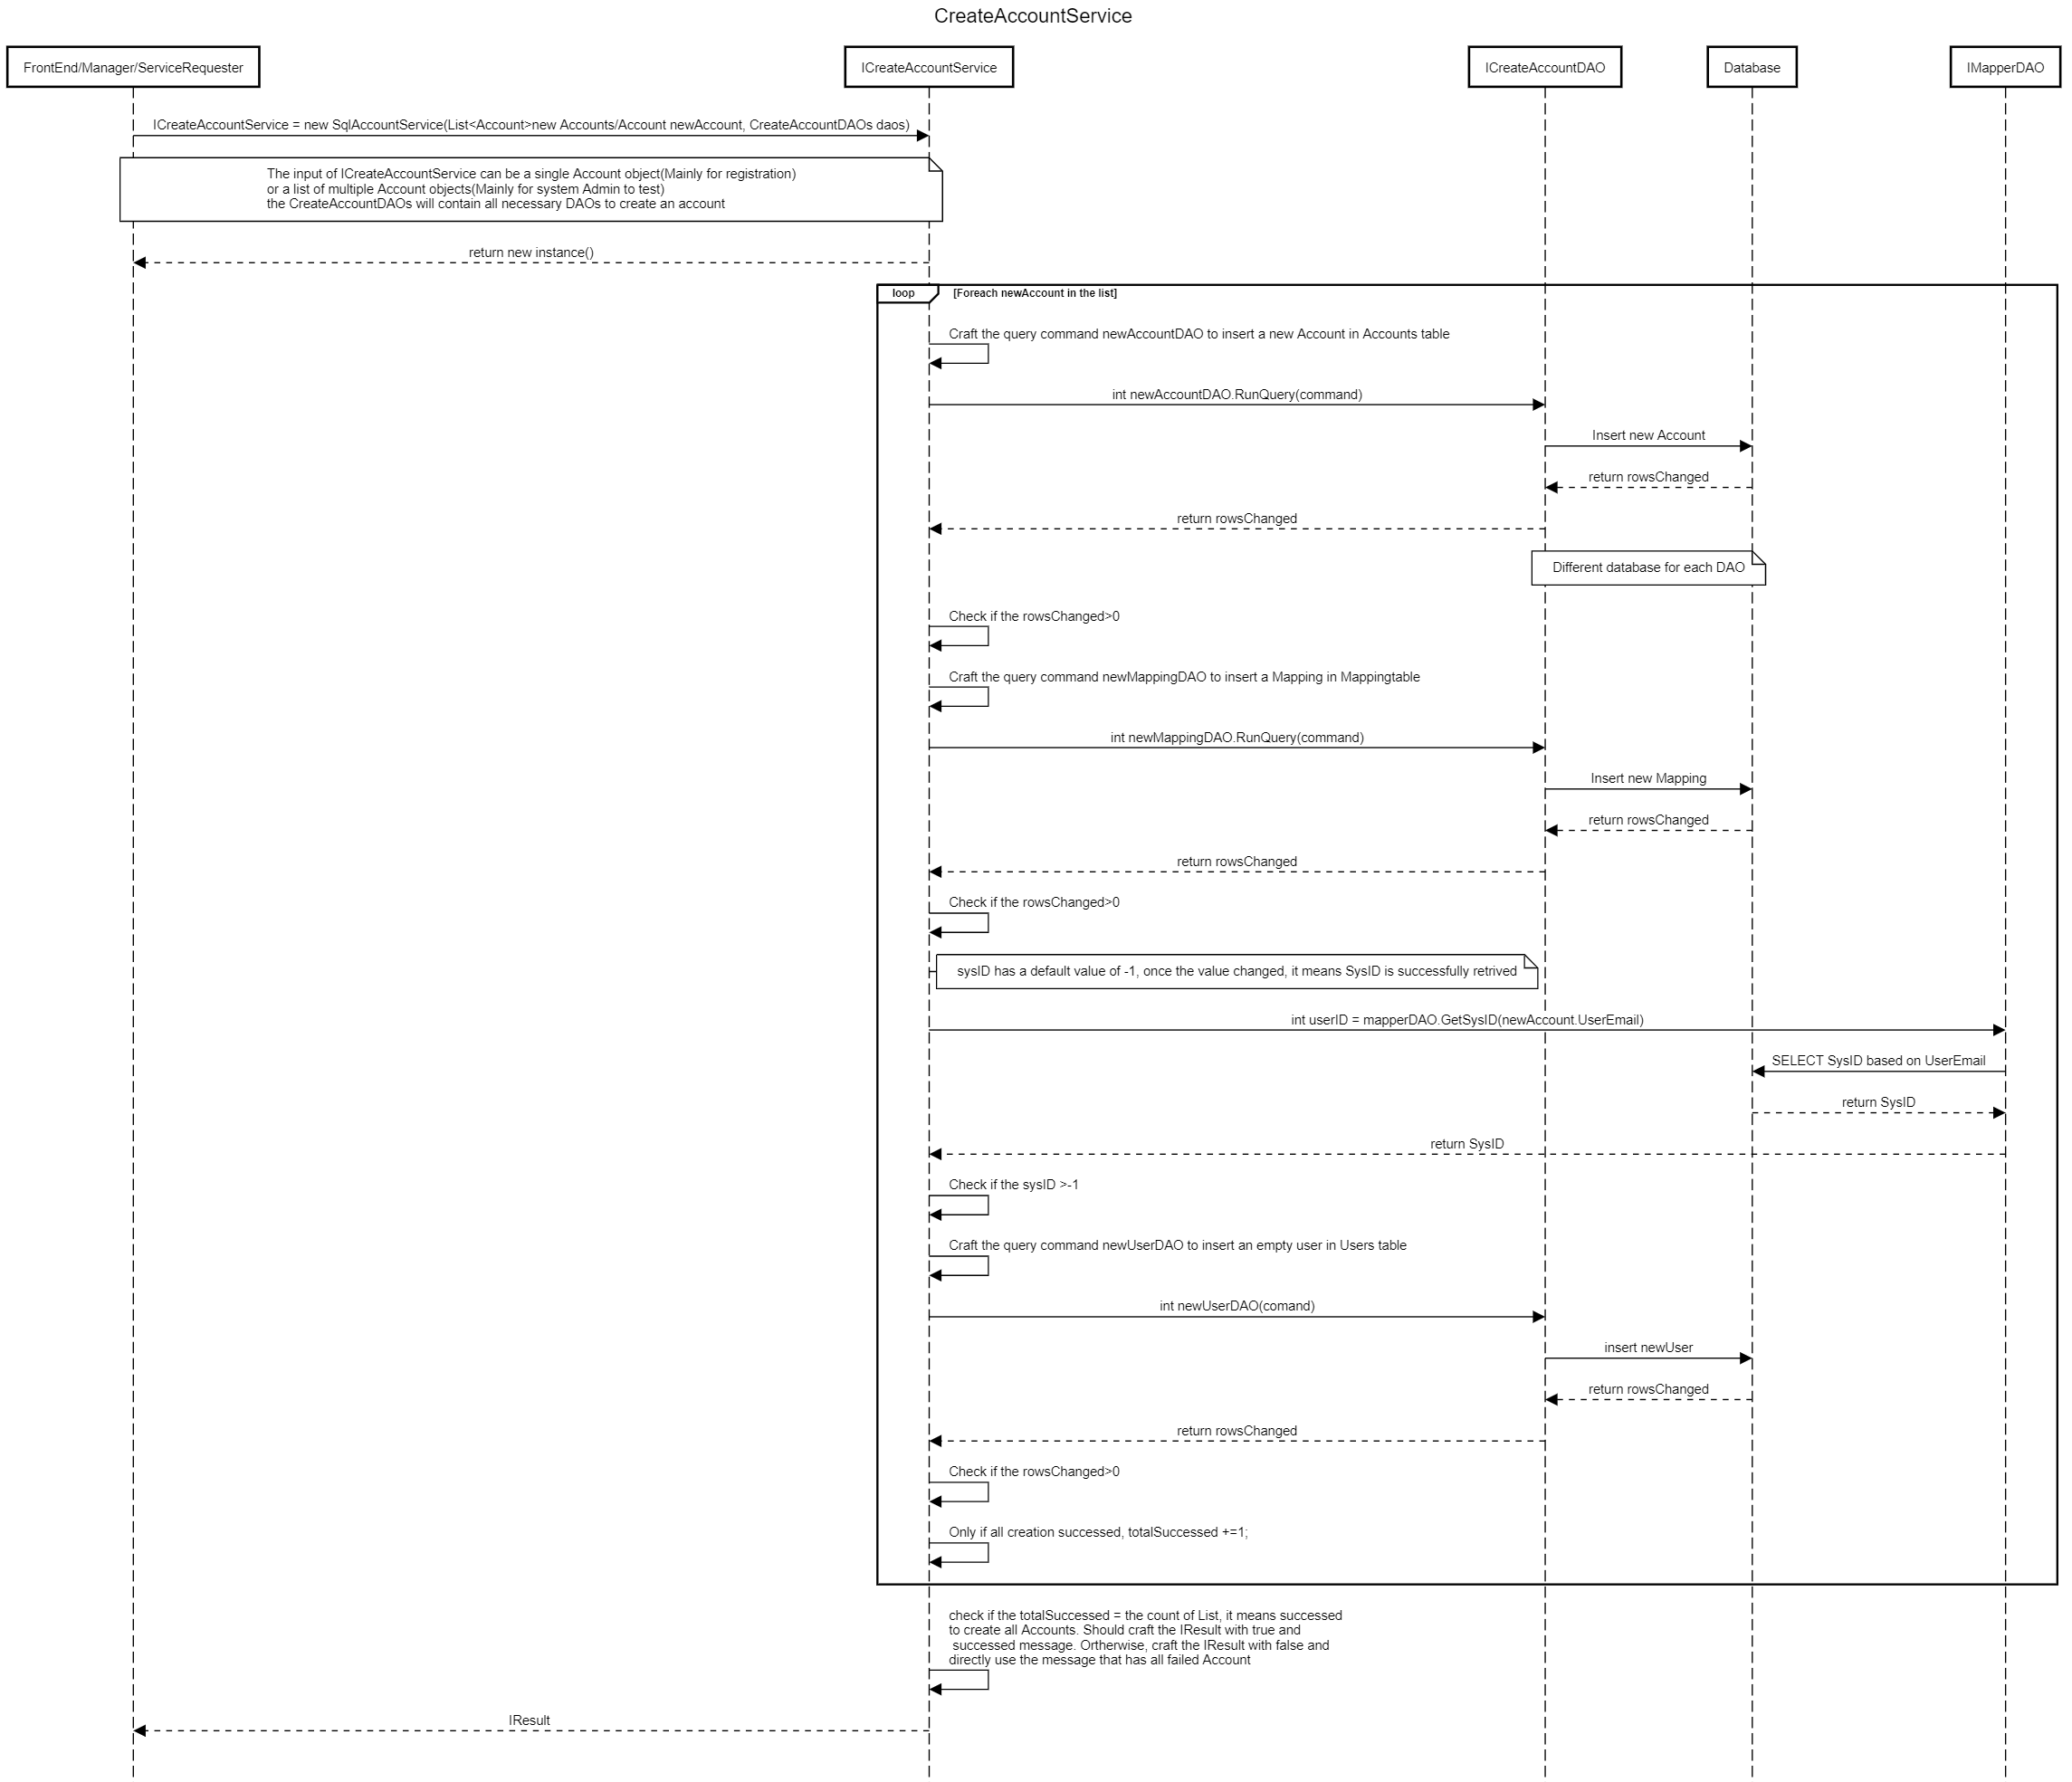 CreateAccountService
FrontEnd/Manager/ServiceRequester
ICreateAccountService
ICreateAccountDAO
Database
IMapperDAO
ICreateAccountService = new SqlAccountService(List<Account>new Accounts/Account newAccount, CreateAccountDAOs daos)
The input of ICreateAccountService can be a single Account object(Mainly for registration)
or a list of multiple Account objects(Mainly for system Admin to test)
the CreateAccountDAOs will contain all necessary DAOs to create an account
return new instance()
loop
[Foreach newAccount in the list]
Craft the query command newAccountDAO to insert a new Account in Accounts table
int newAccountDAO.RunQuery(command)
Insert new Account
return rowsChanged
return rowsChanged
Different database for each DAO
Check if the rowsChanged>0
Craft the query command newMappingDAO to insert a Mapping in Mappingtable
int newMappingDAO.RunQuery(command)
Insert new Mapping
return rowsChanged
return rowsChanged
Check if the rowsChanged>0
sysID has a default value of -1, once the value changed, it means SysID is successfully retrived
int userID = mapperDAO.GetSysID(newAccount.UserEmail)
SELECT SysID based on UserEmail
return SysID
return SysID
Check if the sysID >-1
Craft the query command newUserDAO to insert an empty user in Users table
int newUserDAO(comand)
insert newUser
return rowsChanged
return rowsChanged
Check if the rowsChanged>0
Only if all creation successed, totalSuccessed +=1;
check if the totalSuccessed = the count of List, it means successed
to create all Accounts. Should craft the IResult with true and
successed message. Ortherwise, craft the IResult with false and
directly use the message that has all failed Account
IResult